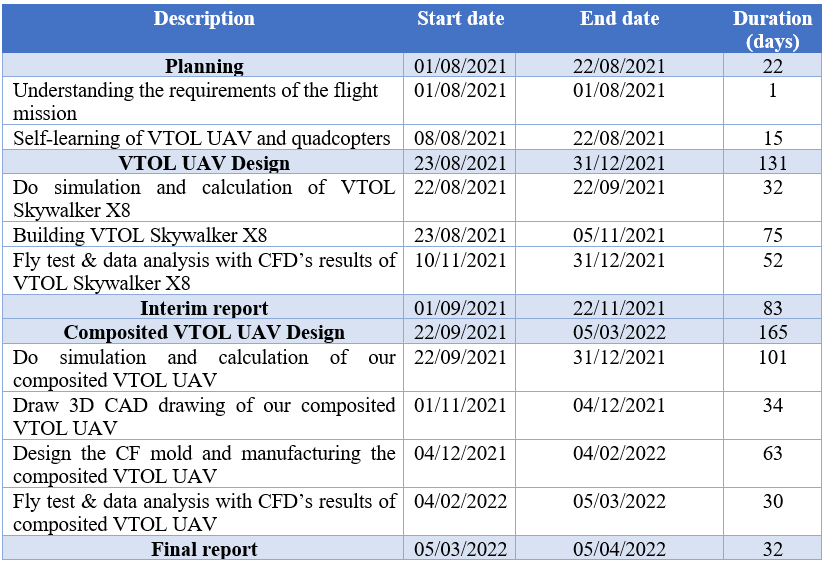 Description Start date End date Duration
(days)
Planning 01/08/2021 22/08/2021 22
Understanding the requirements of the flight 01/08/2021 01/08/2021 1
mission
Self-learning of VTOL UAV and quadcopters 08/08/2021 22/08/2021 15
VTOL UAV Design 23/08/2021 31/12/2021 131
Do simulation and calculation of VTOL 22/08/2021 22/09/2021 32
Skywalker X8
Building VTOL Skywalker X8 23/08/2021 05/11/2021 75
Fly test & data analysis with CFD’s results of 10/11/2021 31/12/2021 52
VTOL Skywalker X8
Interim report 01/09/2021 22/11/2021 83
Composited VTOL UAV Design 22/09/2021 05/03/2022 165
Do simulation and calculation of our 22/09/2021 31/12/2021 101
composited VTOL UAV
Draw 3D CAD drawing of our composited 01/11/2021 04/12/2021 34
VTOL UAV
Design the CF mold and manufacturing the 04/12/2021 04/02/2022 63
composited VTOL UAV
Fly test & data analysis with CFD’s results of 04/02/2022 05/03/2022 30
composited VTOL UAV
Final report 05/03/2022 05/04/2022 32